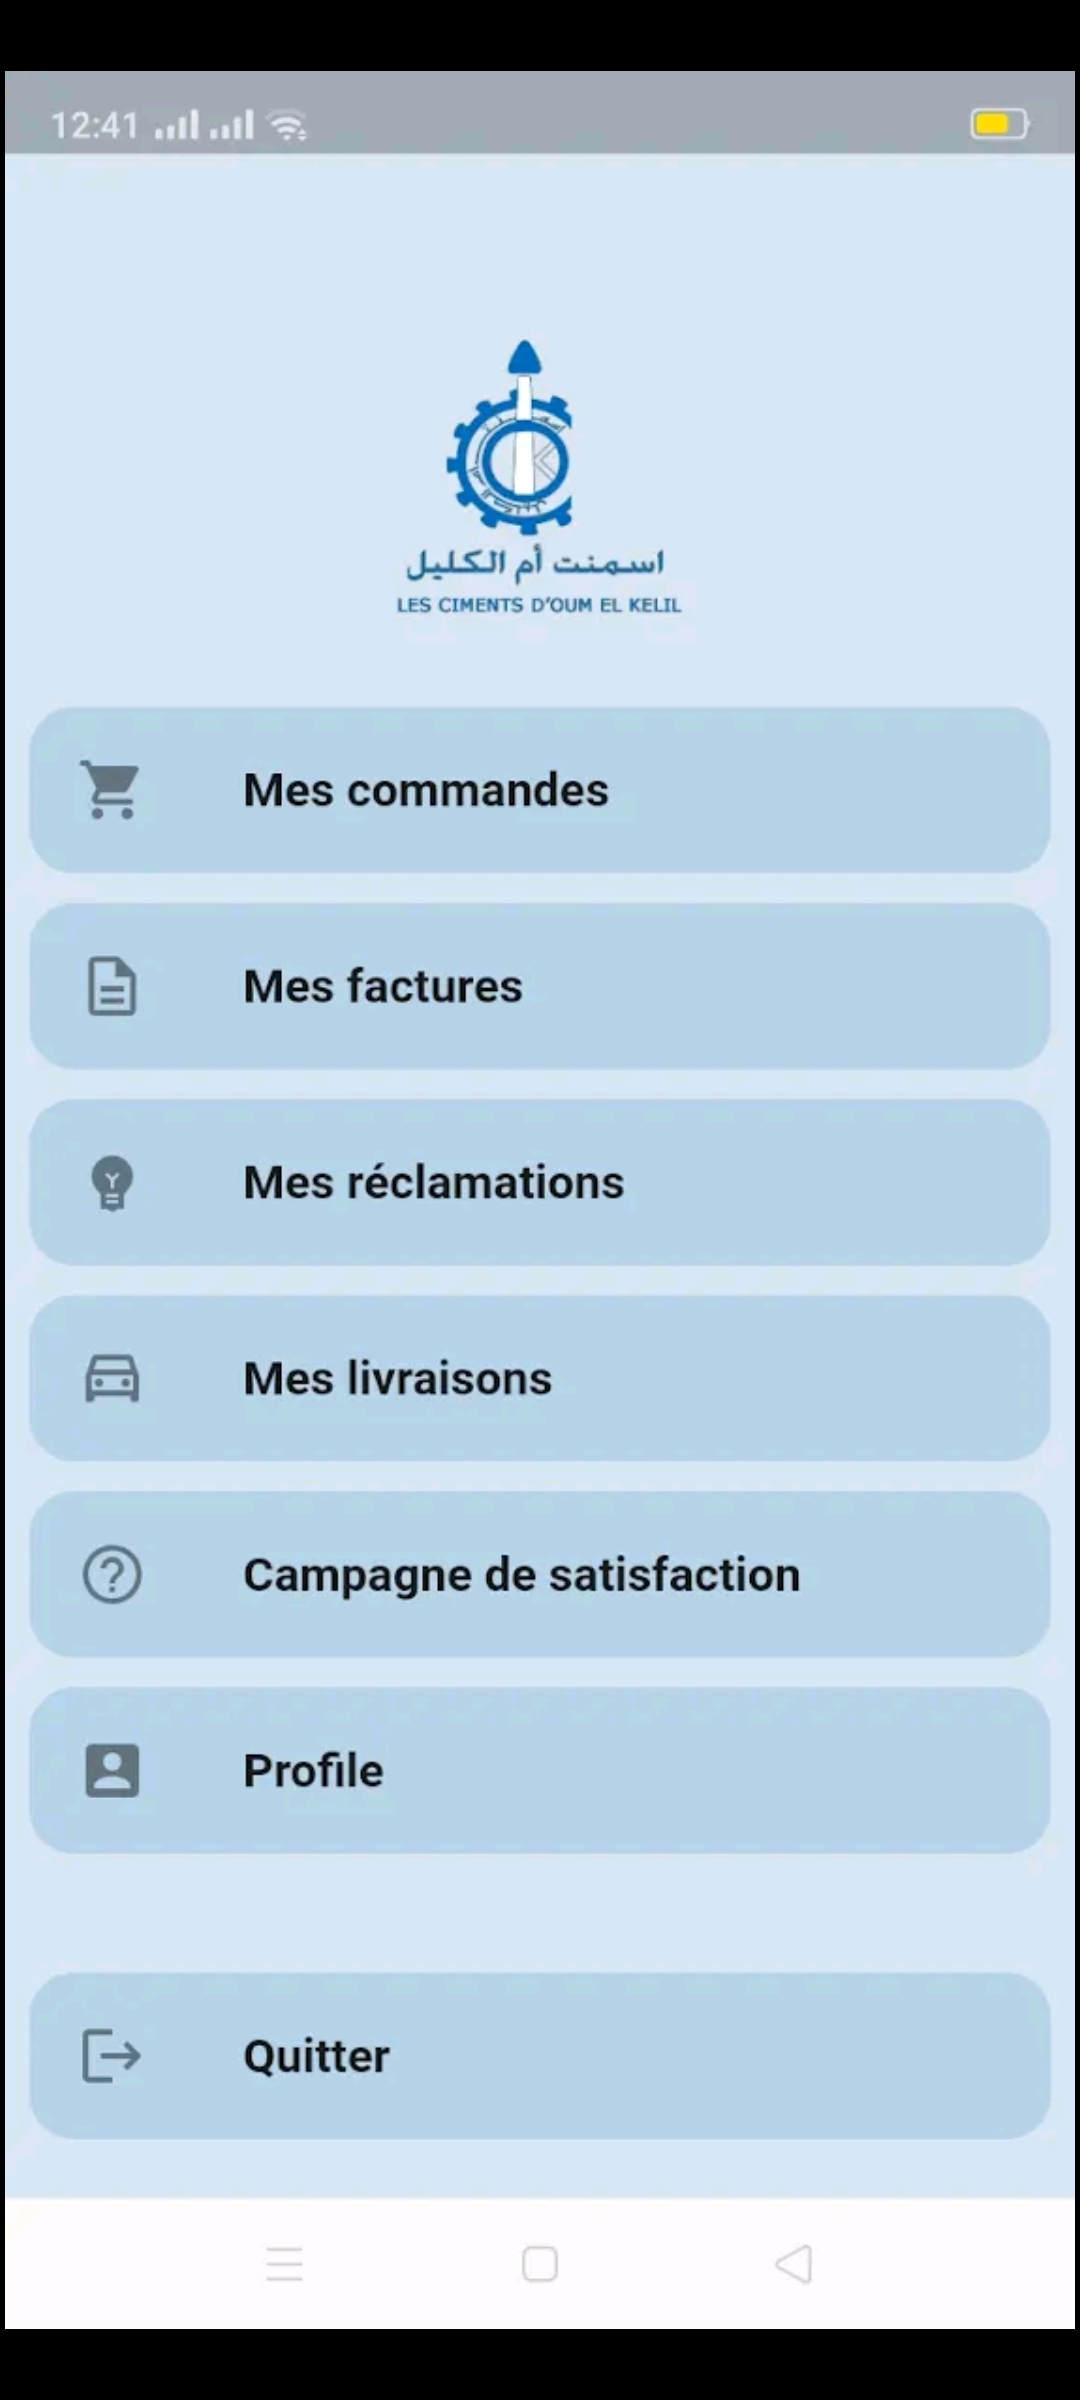 12:41
اسمنت أم الكليل
LES CIMENTS D'OUM EL KELIL
Mes commandes
Mes factures
Mes réclamations
Mes livraisons
Campagne de satisfaction
Profile
Quitter